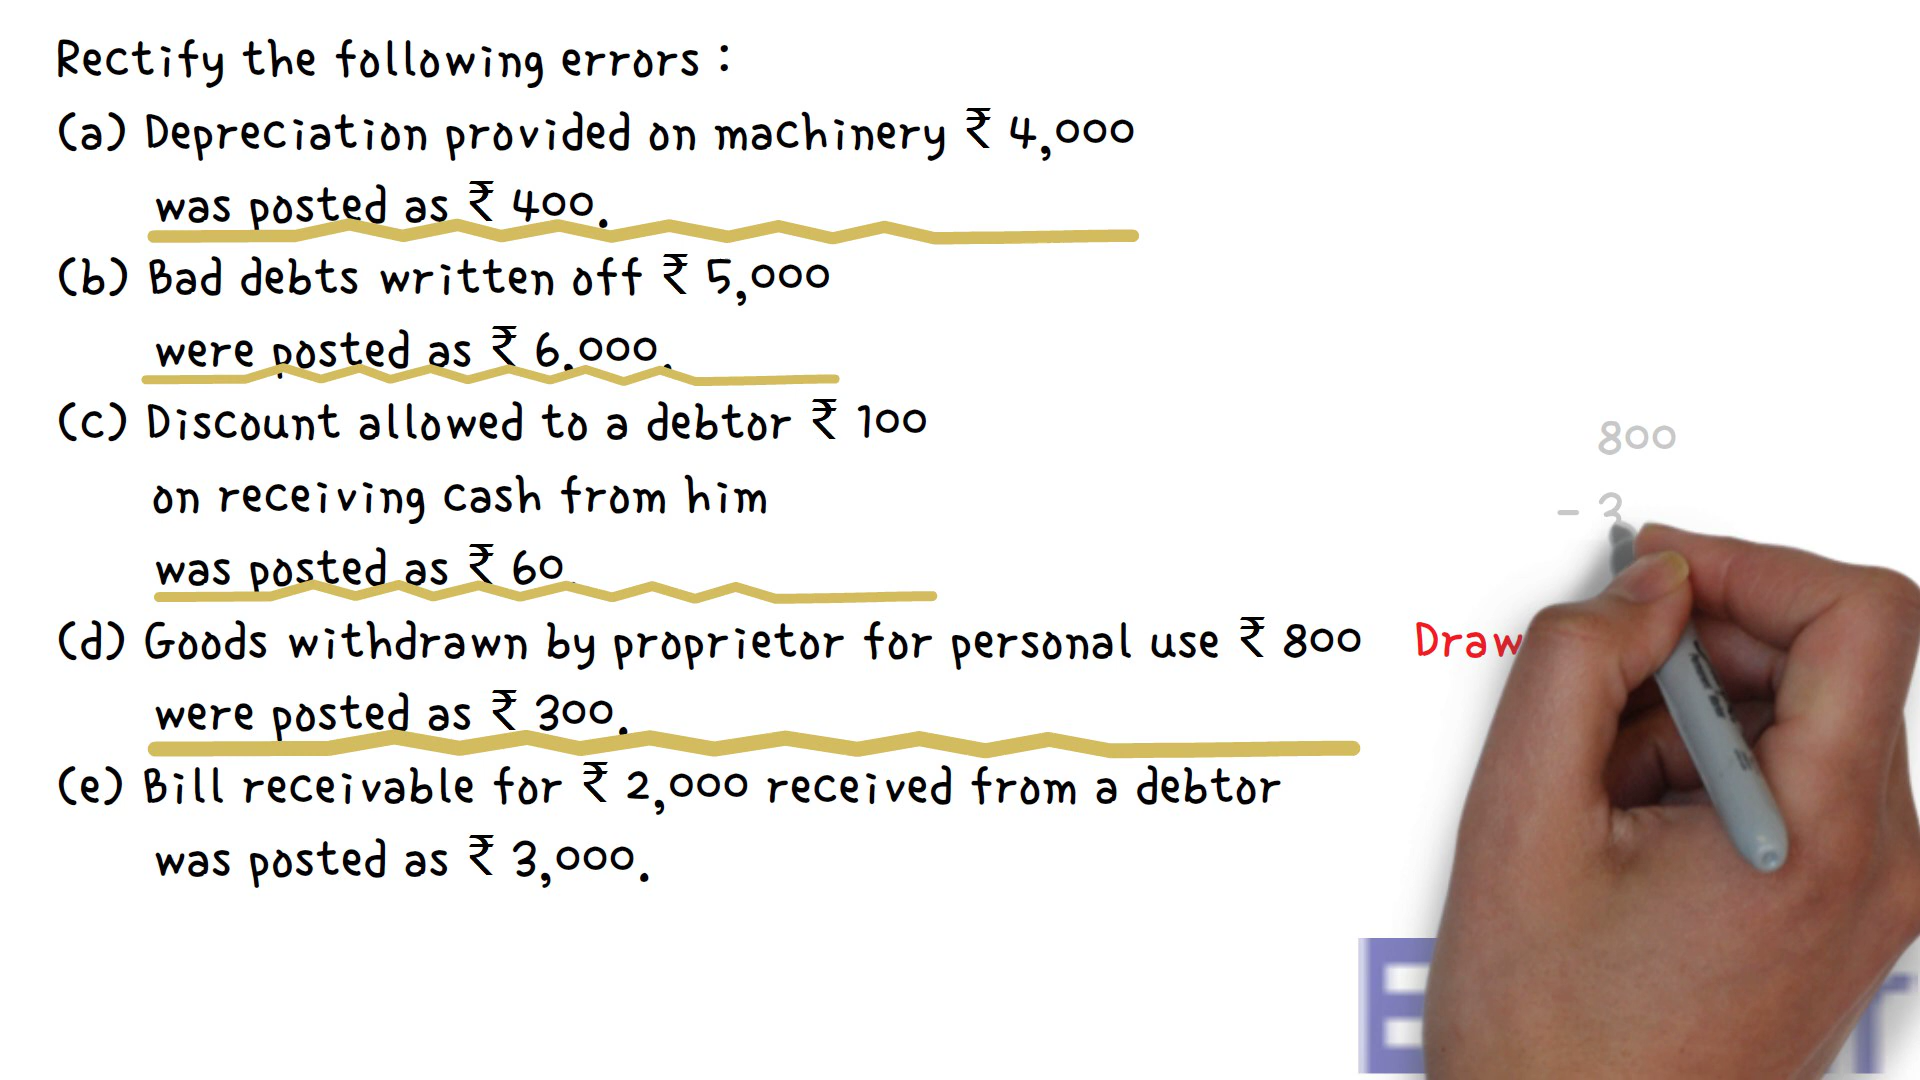 Rectify the following errors :
(a) Depreciation provided on machinery ₹ 4,000
was posted as ₹ 400.
(b) Bad debts written off ₹ 5,000
were posted as ₹ 6,000.
(c) Discount allowed to a debtor ₹ 100
on receiving cash from him
800
- 3
was posted as ₹ 60.
(d) Goods withdrawn by proprietor for personal use ₹ 800
were posted as ₹ 300.
(e) Bill receivable for ₹ 2,000 received from a debtor
was posted as ₹ 3,000.